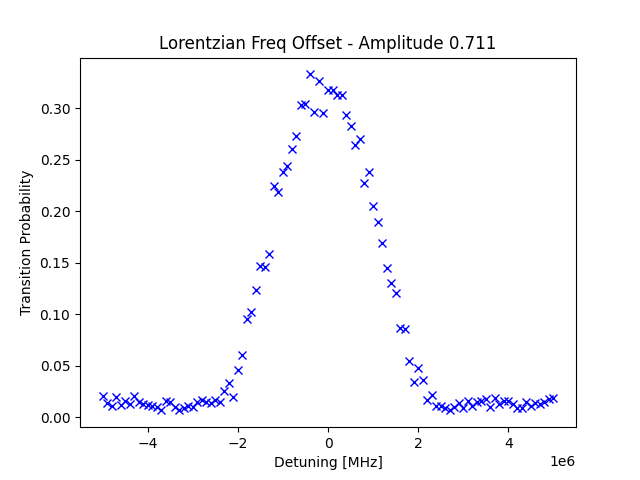 Lorentzian Freq Offset - Amplitude 0.711
Transition Probability
0.30
0.25
0.20
0.15
0.10
0.05
0.00
−4 −2 0 2 4
1e6
Detuning [MHz]